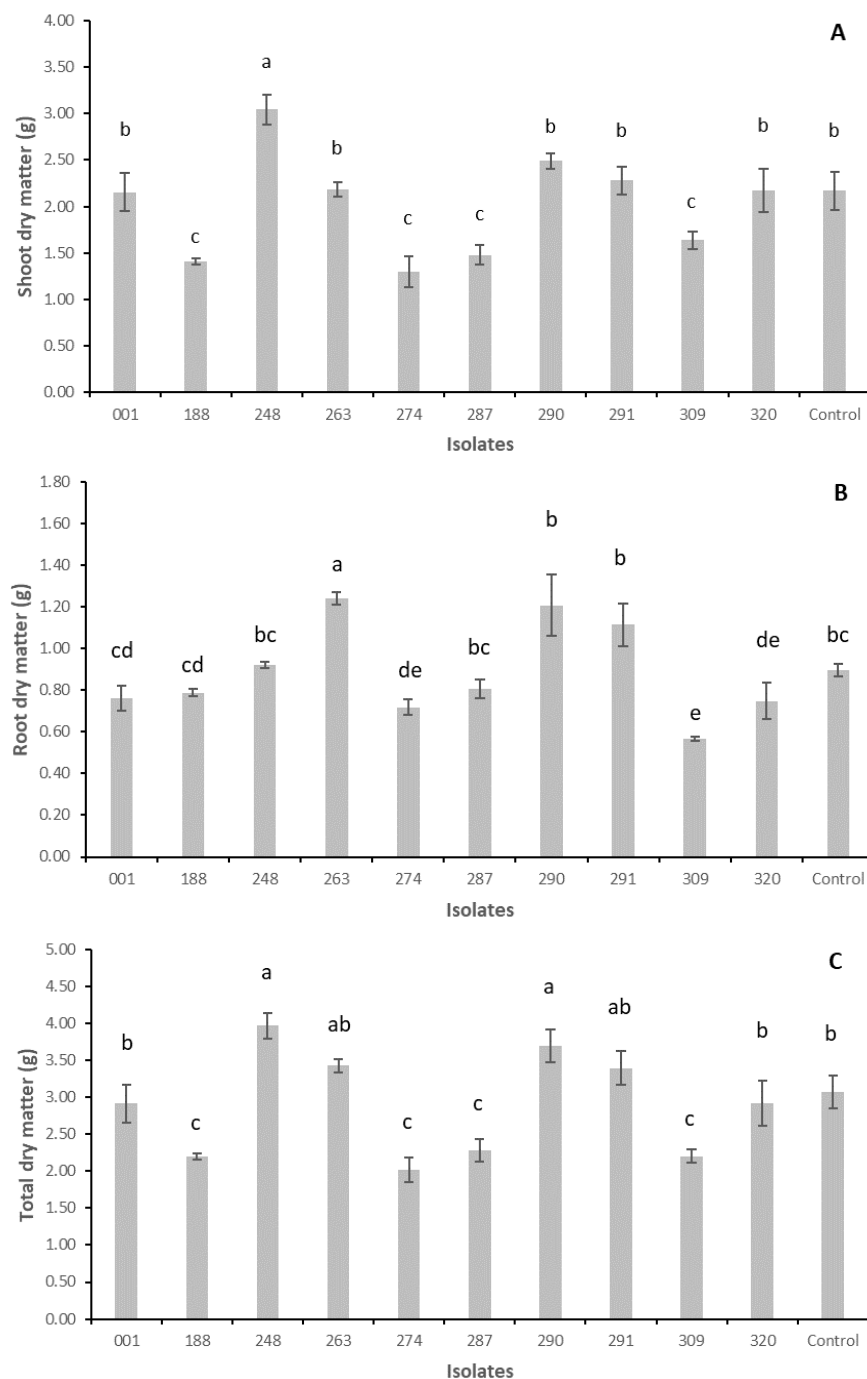 A
4.00
3.50
3.00
2.50
2.00
1.50
1.00
0.50
0.00
Shoot dry matter (g)
b c a b c c b b c b b
001 188 248 263 274 287 290 291 309 320 Control
Isolates
B
1.80
1.60
1.40
1.20
1.00
0.80
0.60
0.40
0.20
0.00
Root dry matter (g)
cd cd bc a de bc b b e de bc
001 188 248 263 274 287 290 291 309 320 Control
Isolates
C
5.00
4.50
4.00
3.50
3.00
2.50
2.00
1.50
1.00
0.50
0.00
Total dry matter (g)
b c a ab c c a ab c b b
001 188 248 263 274 287 290 291 309 320 Control
Isolates